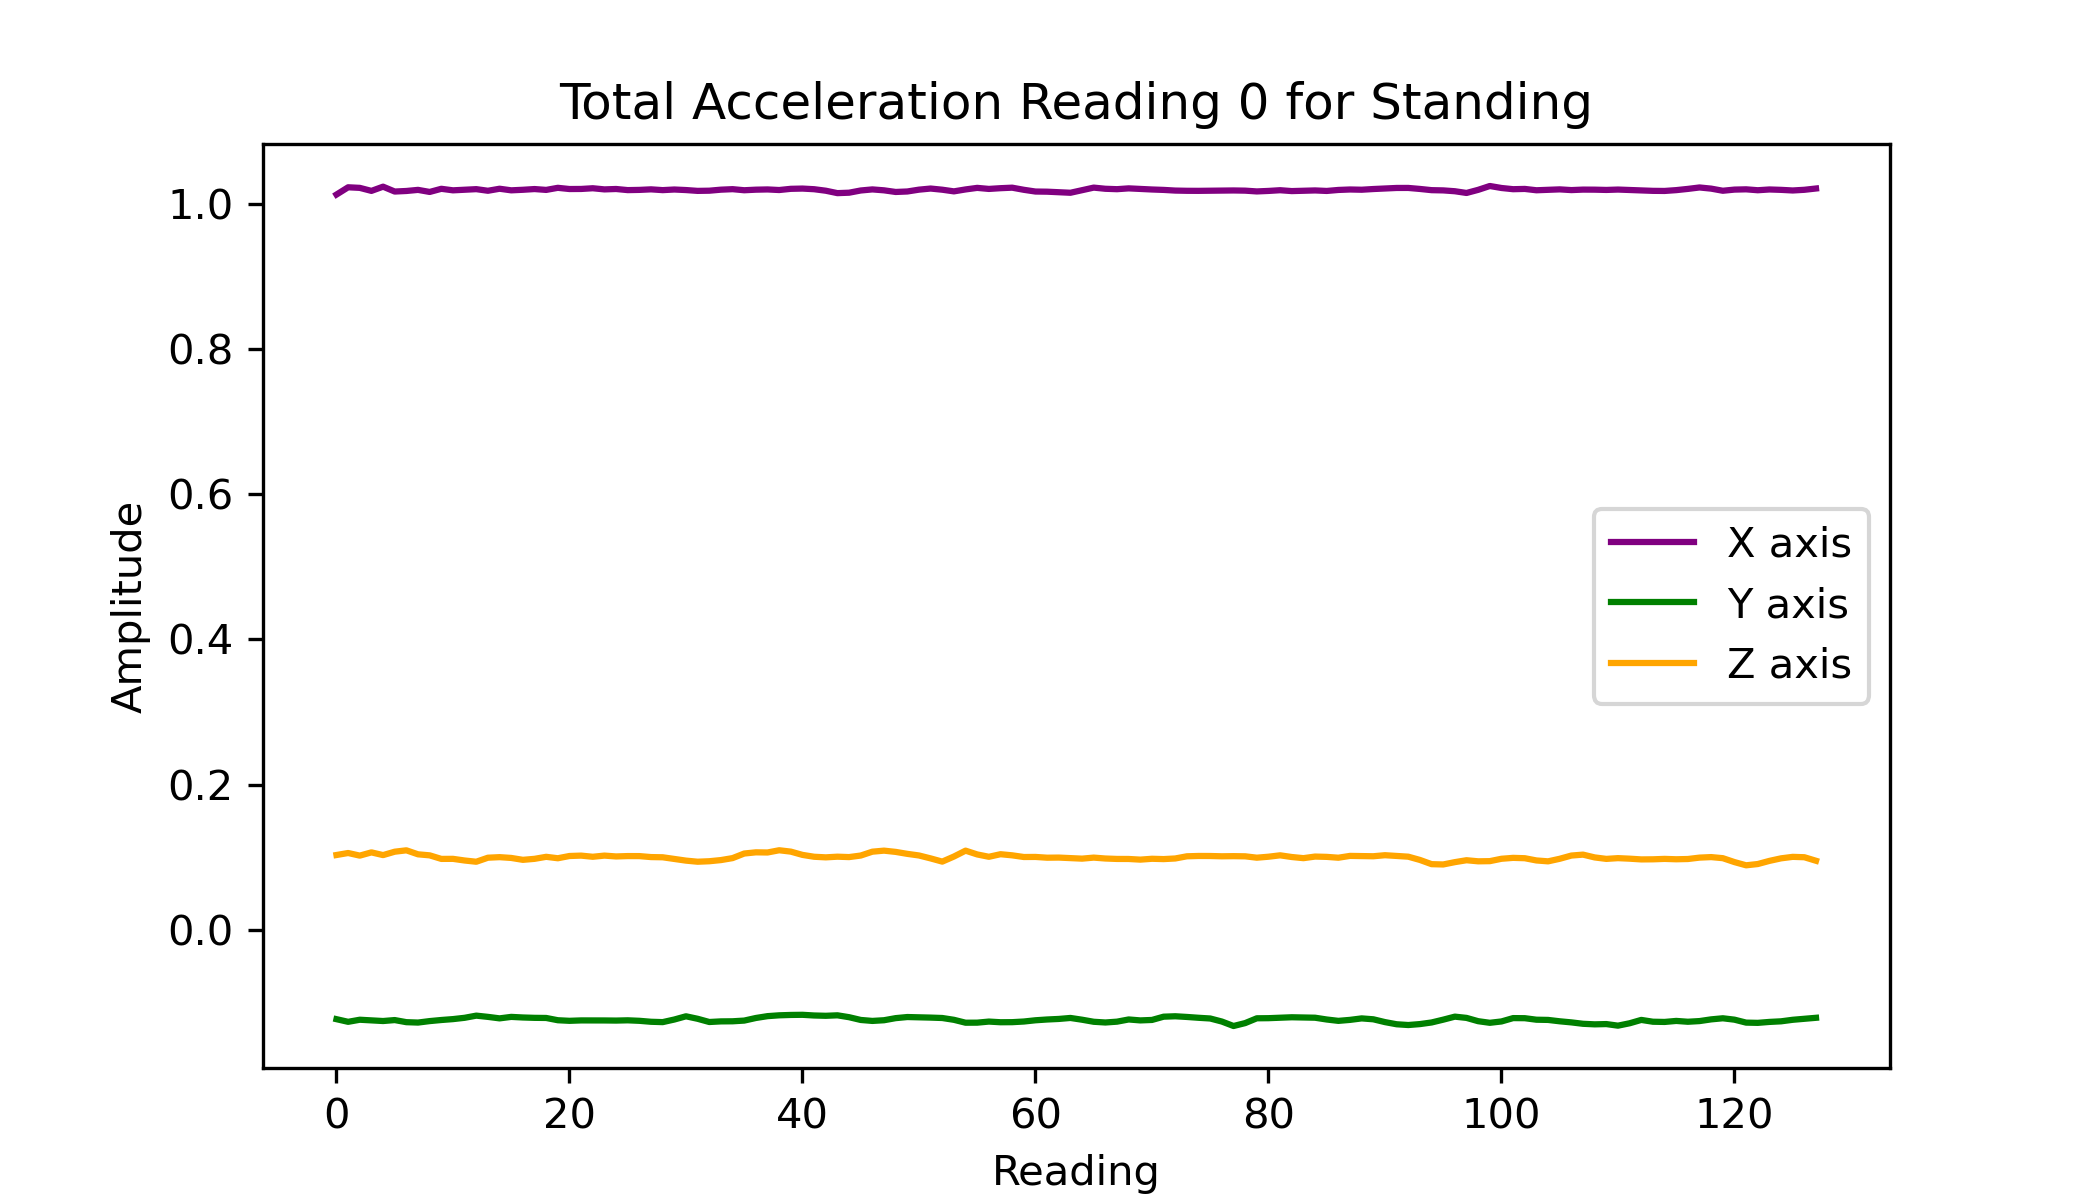 Total Acceleration Reading 0 for Standing
1.0
0.8
0.6
0.4
0.2
0.0
Amplitude
X axis
Y axis
Z axis
0 20 40 60 80 100 120
Reading